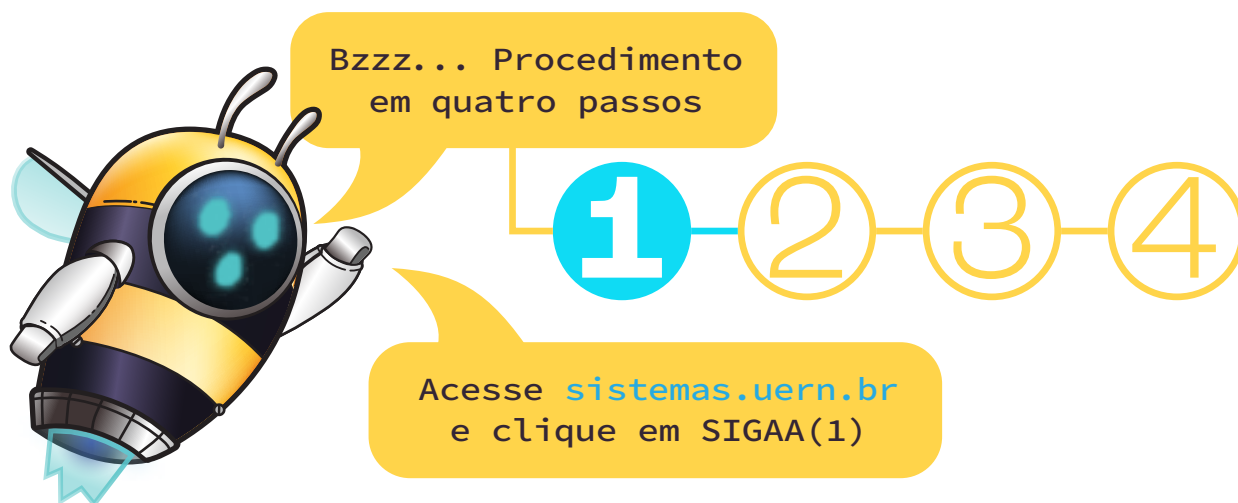 Bzzz... Procedimento
em quatro passos
1 2 3 4
Acesse sistemas.uern.br
e clique em SIGAA(1)